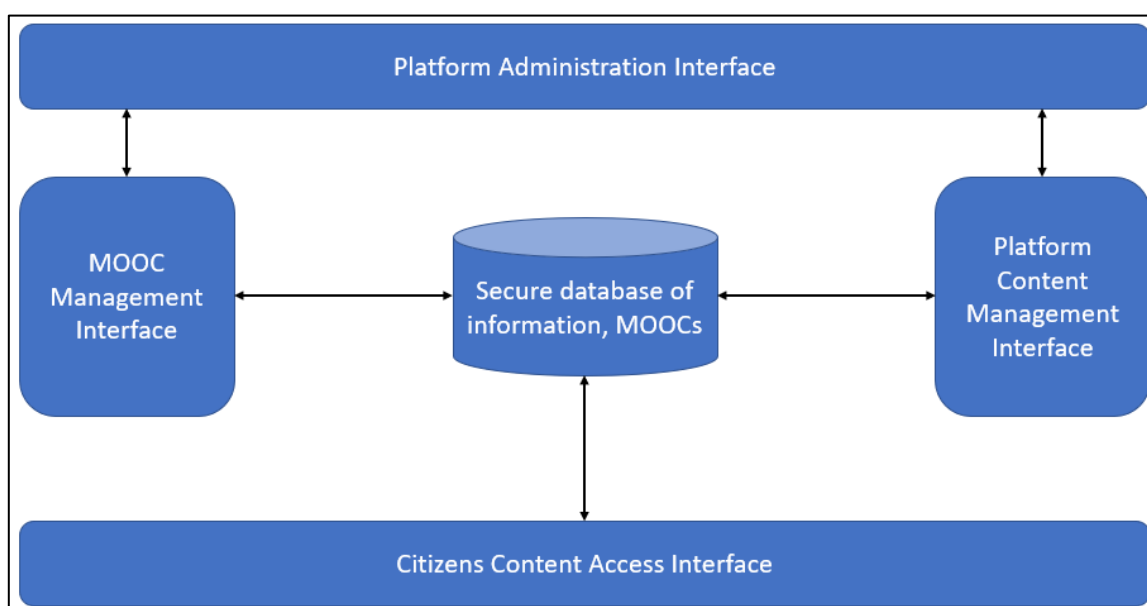 Platform Administration Interface
MOOC
Management
Interface
Secure database of
information, MOOCs
Platform
Content
Management
Interface
Citizens Content Access Interface